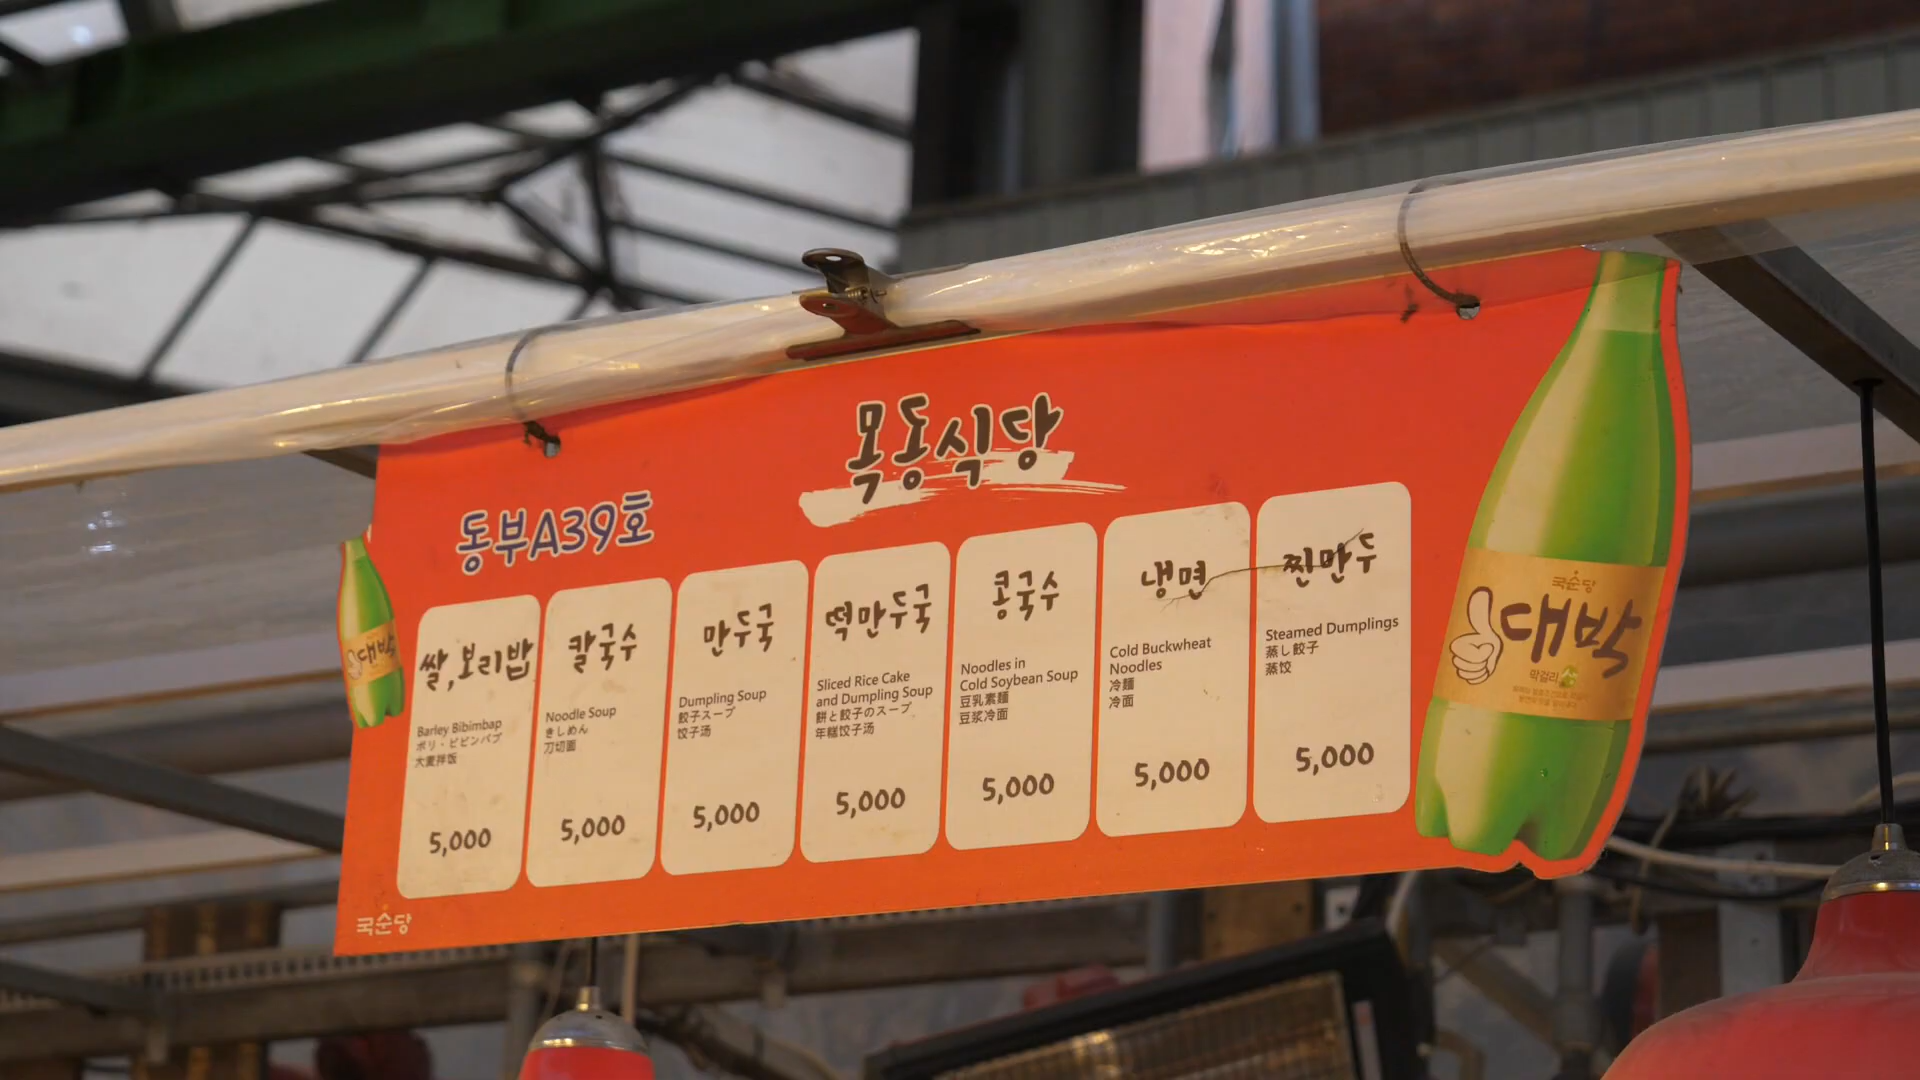 목동식당
동부A39호
쌀,보리밥
Barley Bibimbap
ボリ・ビビンバブ
大麦拌饭
5,000
칼국수
Noodle Soup
きしめん
刀切面
5,000
만두국
Dumpling Soup
餃子スープ
饺子汤
5,000
떡만두국
Sliced Rice Cake
and Dumpling Soup
餅と餃子のスープ
年糕饺子汤
5,000
콩국수
Noodles in
Cold Soybean Soup
豆乳素麺
豆浆冷面
5,000
냉면
Cold Buckwheat
Noodles
冷麺
冷面
5,000
찐만두
Steamed Dumplings
蒸し餃子
蒸饺
5,000
국순당
대박
막걸리
대박
국순당